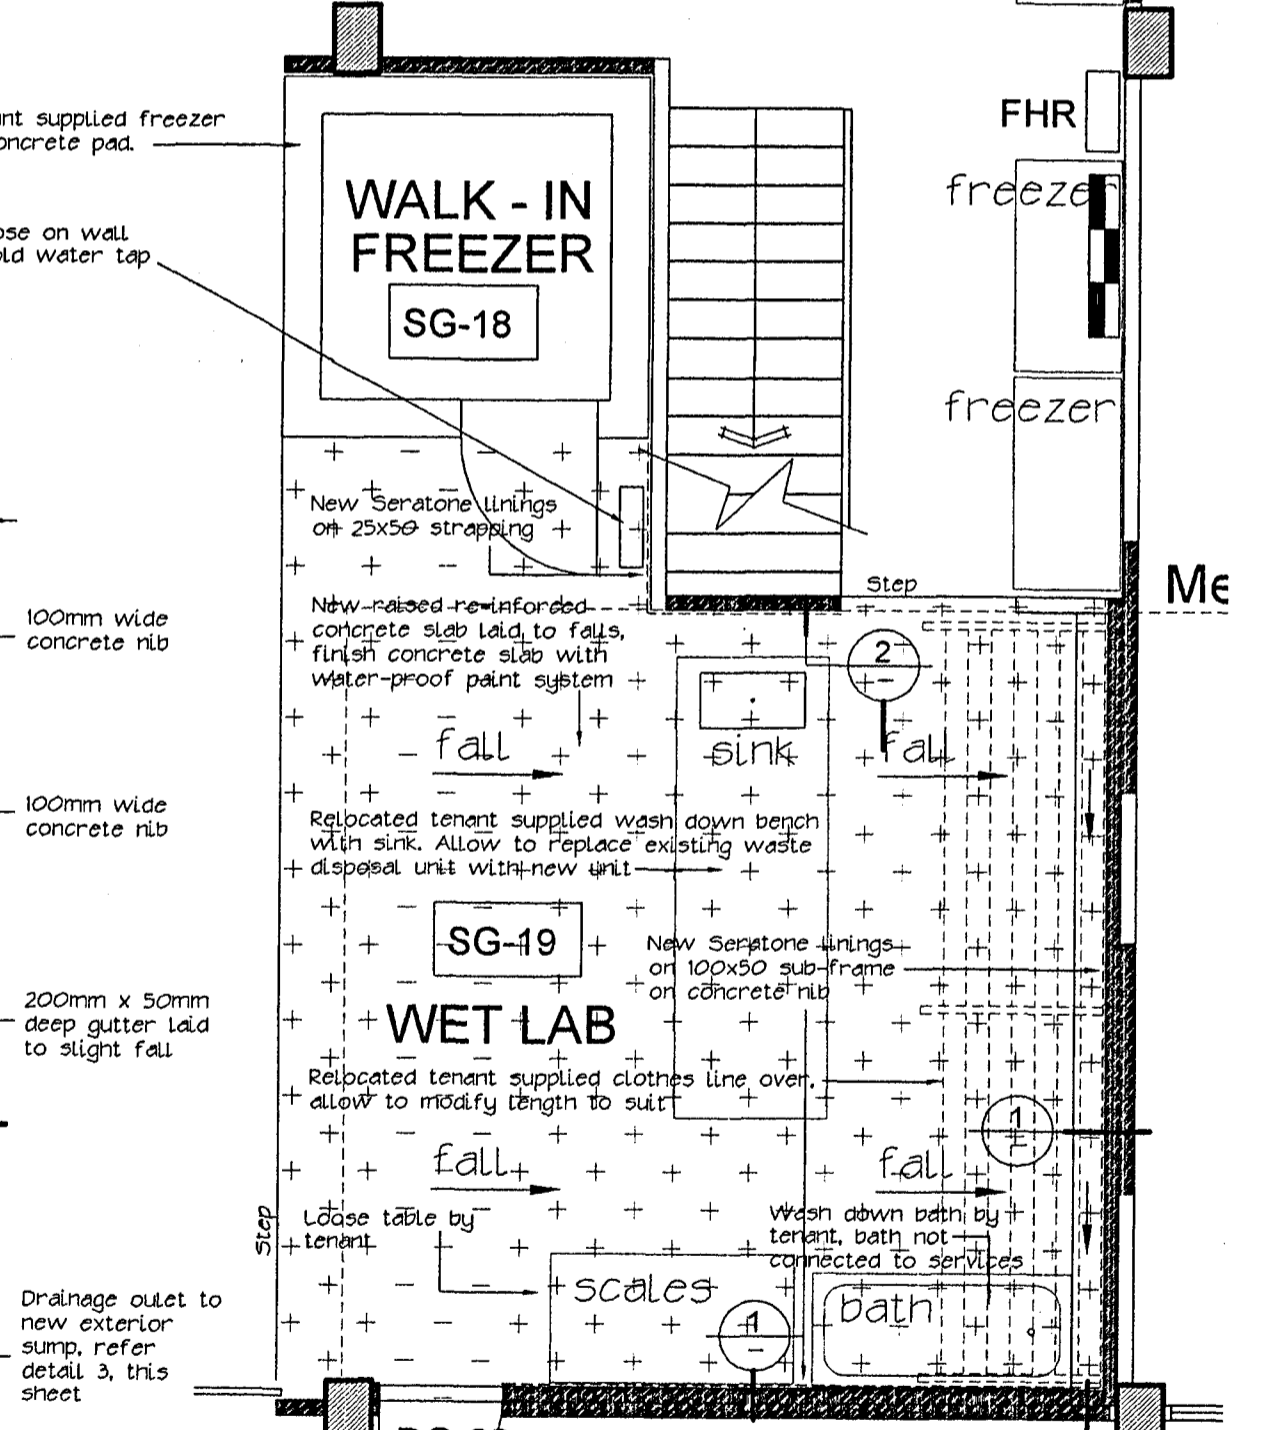 FHR
supplied freezer
pad.
WALK - IN
FREEZER
SG-18
freezer
on wall
water tap
freezer
New Seratone linings
on 25x50 strapping
Step
New raised re-inforced
concrete slab laid to falls,
finish concrete slab with
water-proof paint system
100mm wide
concrete nib
2
sink
fall
fall
100mm wide
concrete nib
Relocated tenant supplied wash down bench
with sink. Allow to replace existing waste
disposal unit with new unit
SG-19
WET LAB
New Seratone linings
on 100x50 sub-frame
on concrete nib
200mm x 50mm
deep gutter laid
to slight fall
Relocated tenant supplied clothes line over,
allow to modify length to suit
1
fall
fall
Step
Loose table by
tenant
Wash down bath by
tenant, bath not
connected to services
scales
bath
1
Drainage oulet to
new exterior
sump, refer
detail 3, this
sheet